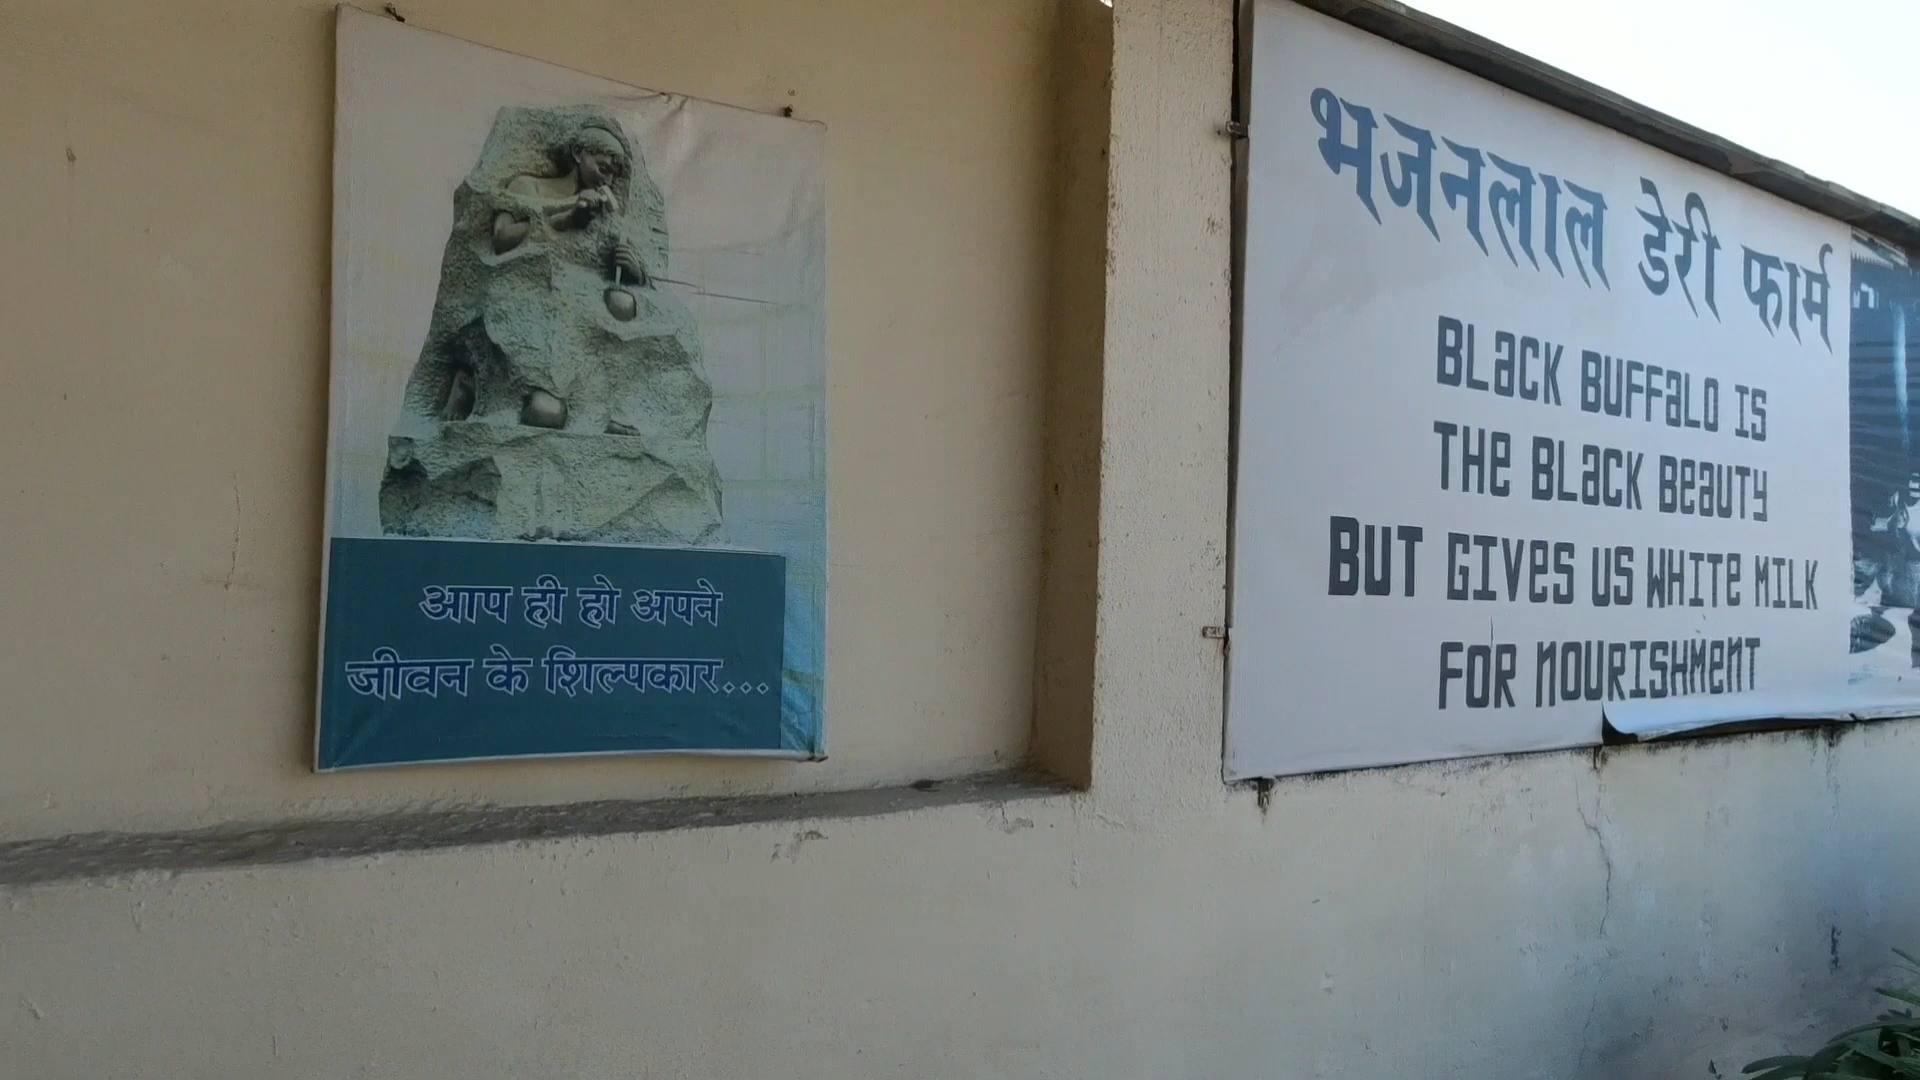 आप ही हो अपने
जीवन के शिल्पकार...
भजनलाल डेरी फार्म
BLACK BUFFALO IS
THE BLACK BEAUTY
BUT GIVES US WHITE MILK
FOR NOURISHMENT